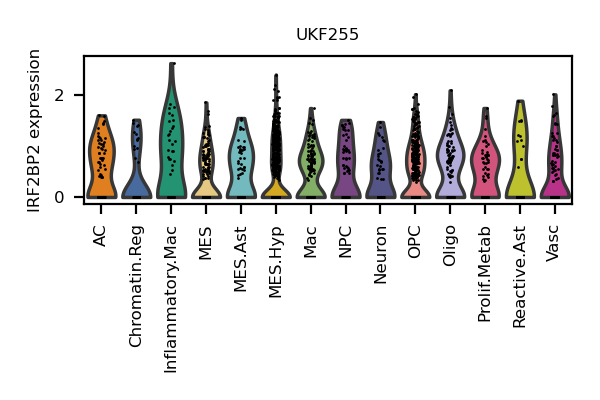 UKF255
IRF2BP2 expression
2
0
AC
Chromatin.Reg
Inflammatory.Mac
MES
MES.Ast
MES.Hyp
Mac
NPC
Neuron
OPC
Oligo
Prolif.Metab
Reactive.Ast
Vasc